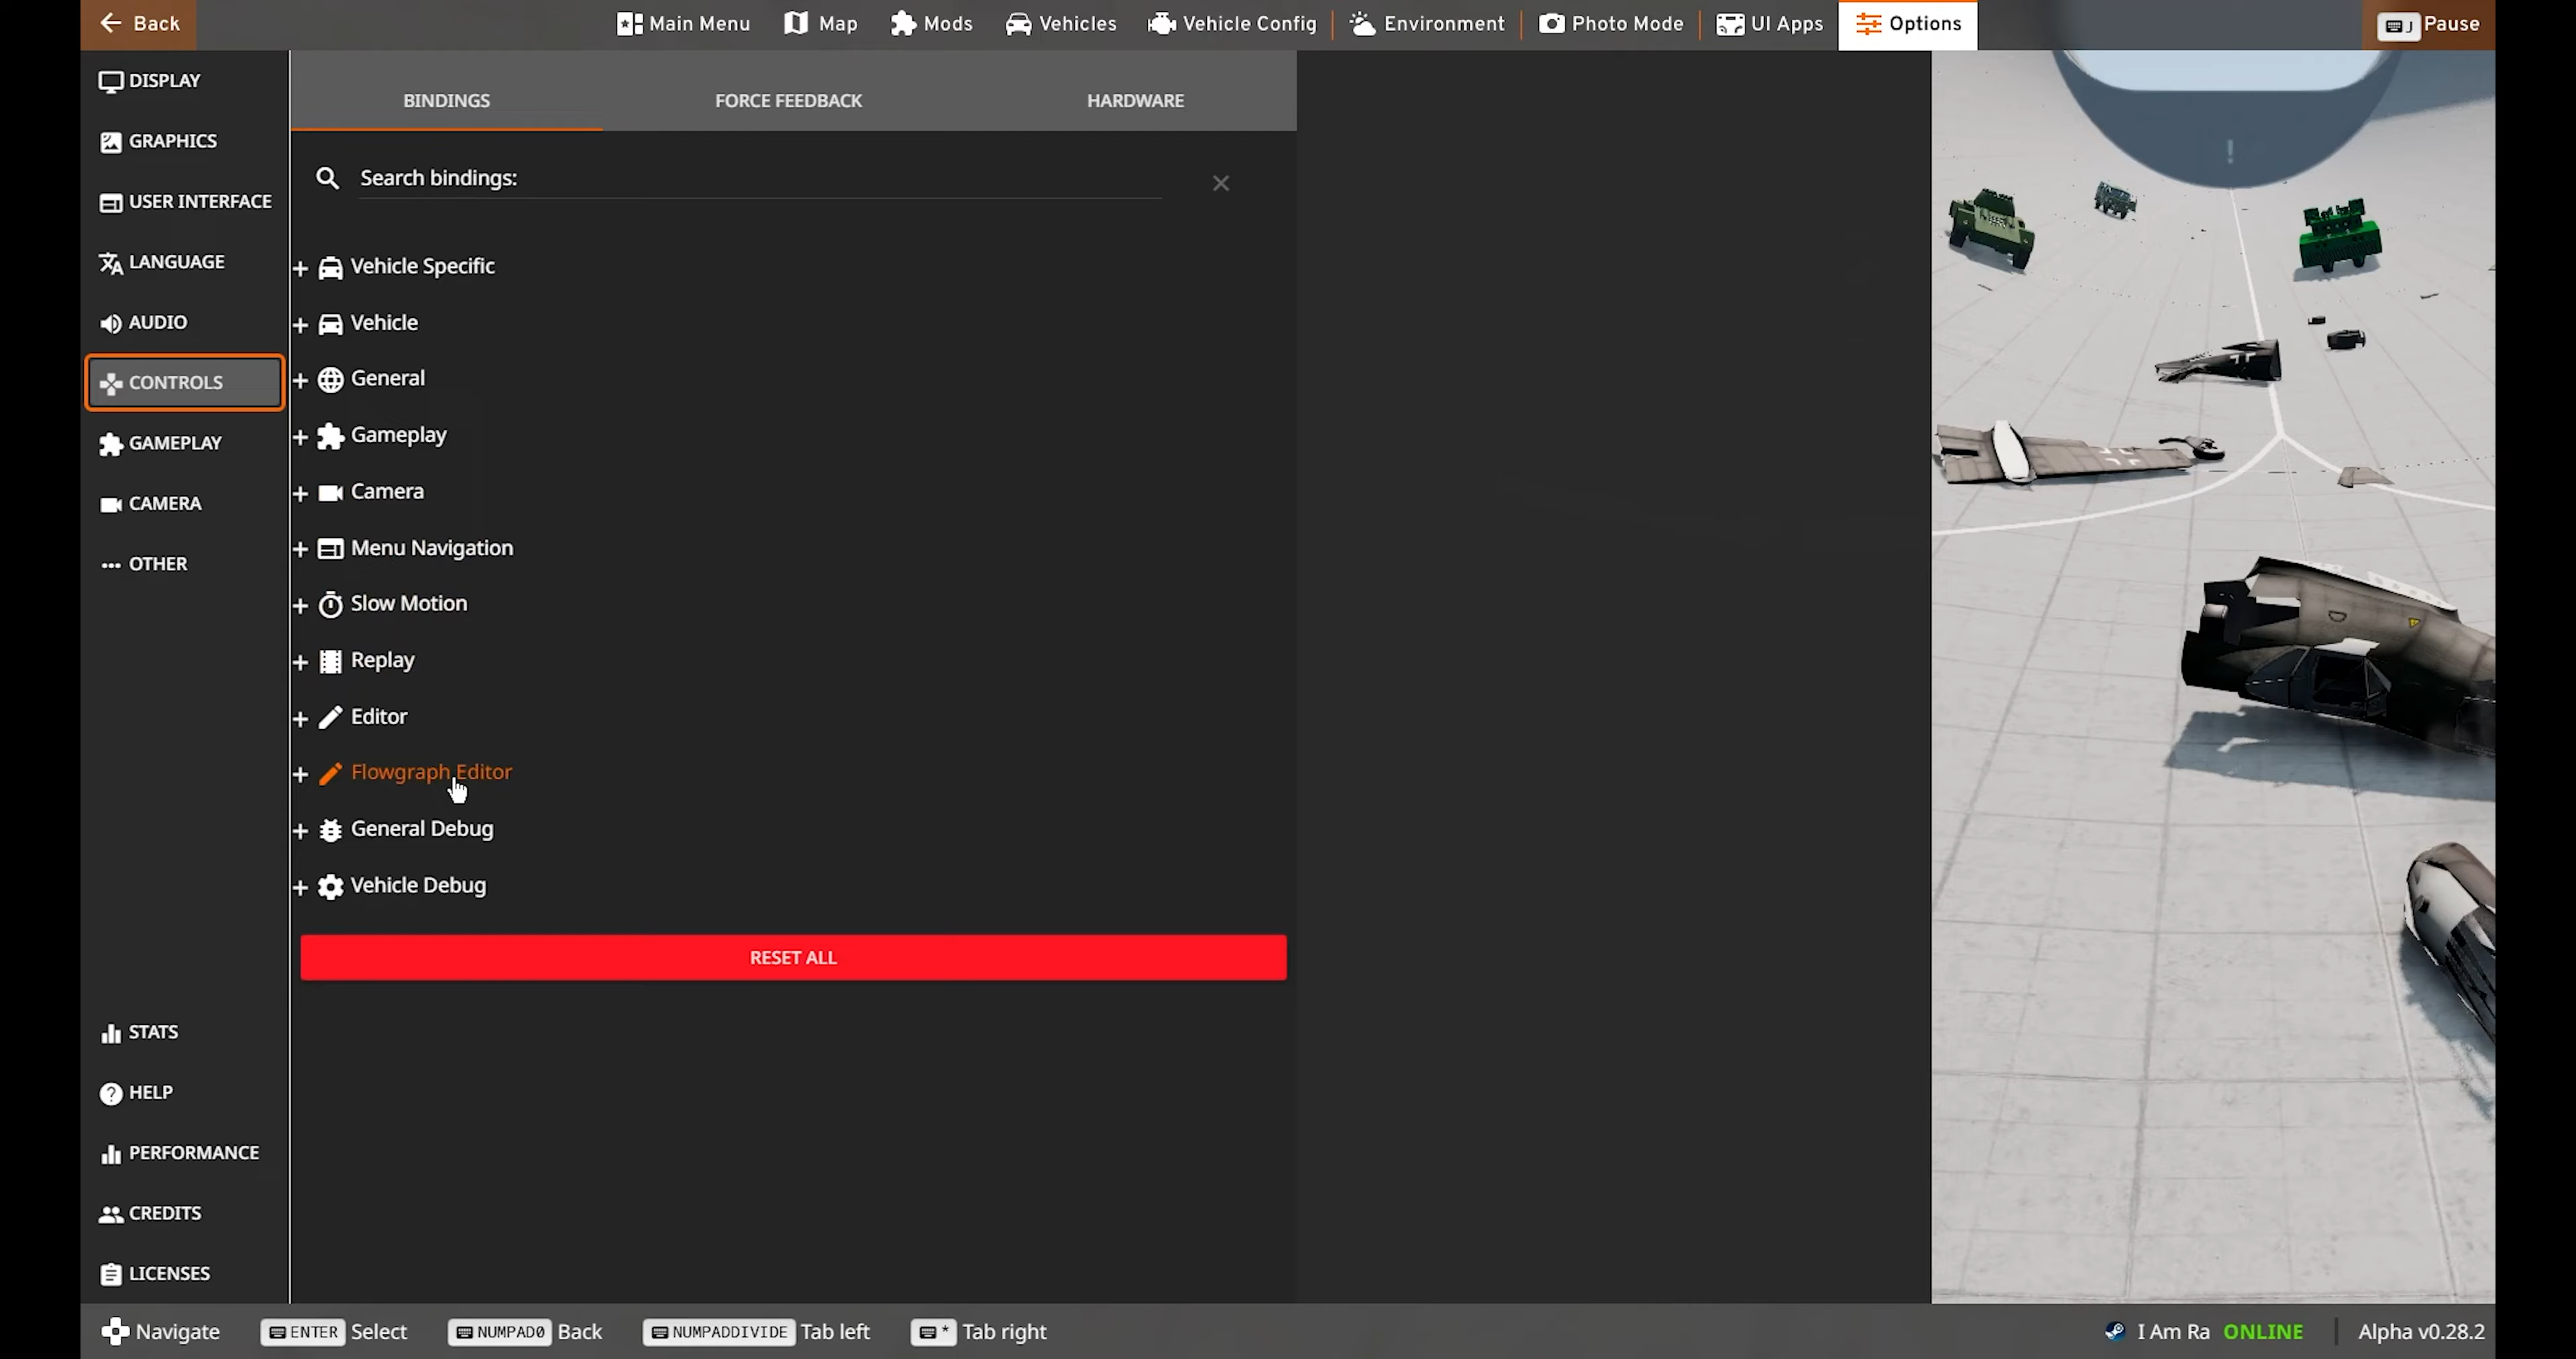 Back
Main Menu
Map
Mods
Vehicles
Vehicle Config
Environment
Photo Mode
UI Apps
Options
J Pause
DISPLAY
GRAPHICS
USER INTERFACE
LANGUAGE
AUDIO
CONTROLS
GAMEPLAY
CAMERA
OTHER
STATS
HELP
PERFORMANCE
CREDITS
LICENSES
BINDINGS
FORCE FEEDBACK
HARDWARE
Search bindings:
Vehicle Specific
Vehicle
General
Gameplay
Camera
Menu Navigation
Slow Motion
Replay
Editor
Flowgraph Editor
General Debug
Vehicle Debug
RESET ALL
Navigate
ENTER Select
NUMPAD0 Back
NUMPADDIVIDE Tab left
* Tab right
I Am Ra ONLINE
Alpha v0.28.2